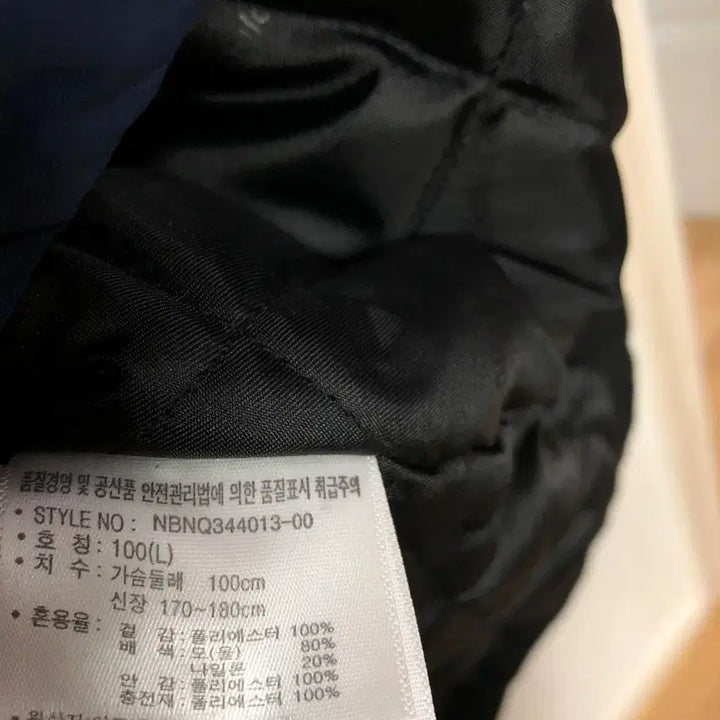 품질경영 및 공산품 안전관리법에 의한 품질표시 취급주의
• STYLE NO : NBNQ344013-00
• 호 칭 : 100(L)
• 치 수 : 가슴둘레 100cm
신장 170~180cm
• 혼용율 : 겉 감 : 폴리에스터 100%
배 색 : 모(울) 80%
나일론 20%
안 감 : 폴리에스터 100%
충전재 : 폴리에스터 100%